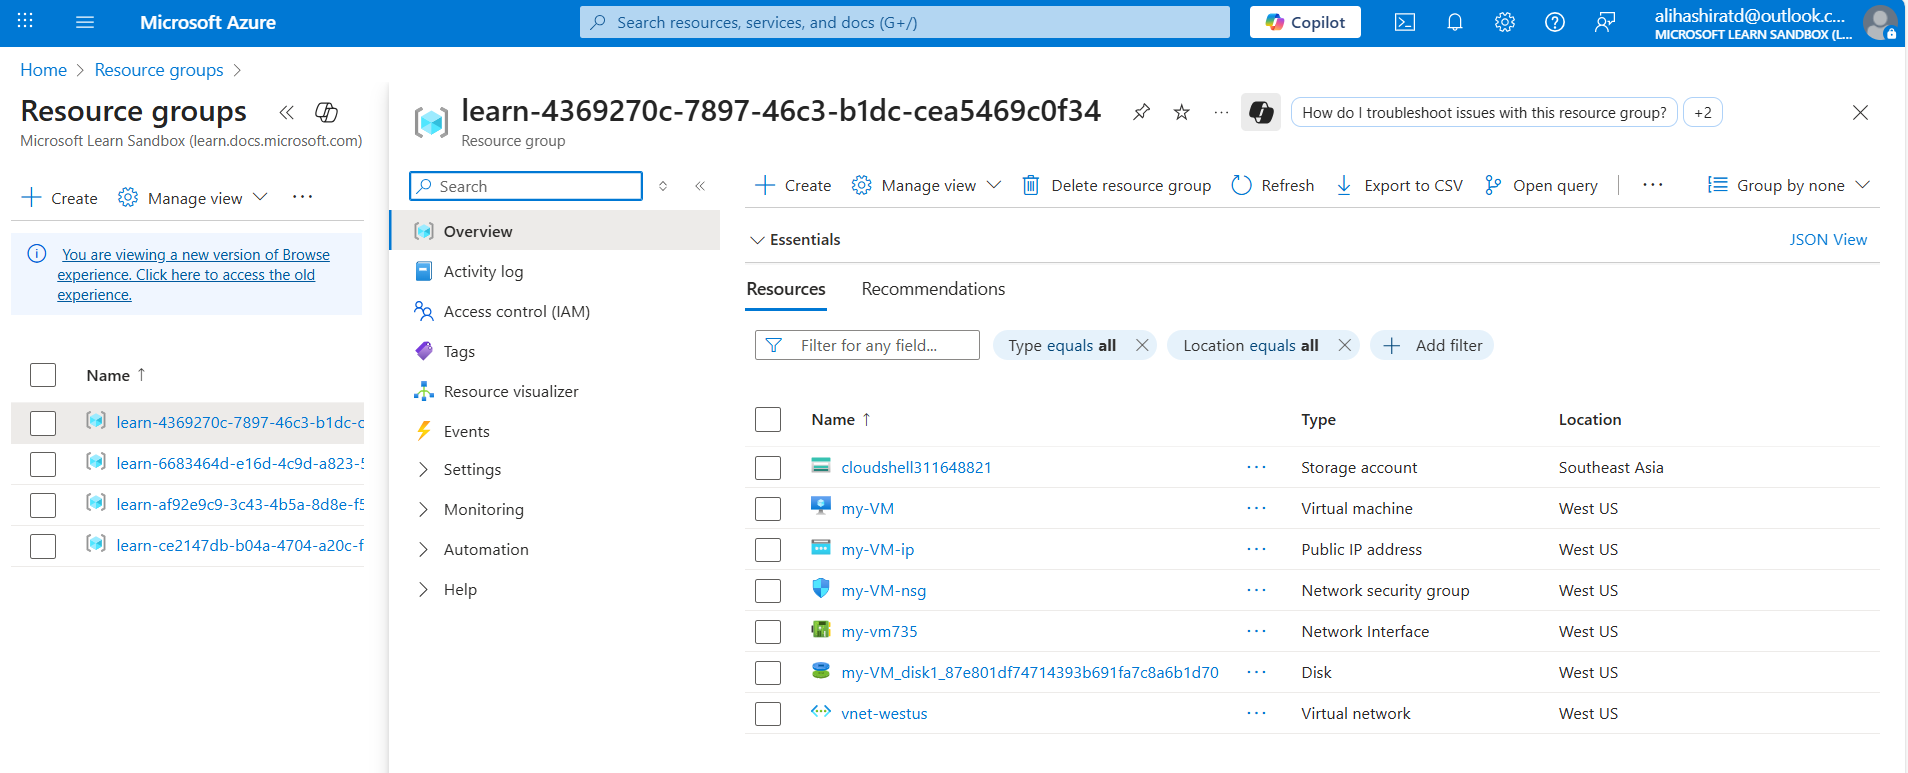 Microsoft Azure
Search resources, services, and docs (G+/)
Copilot
alihashiratd@outlook.c...
MICROSOFT LEARN SANDBOX (L...
Home > Resource groups >
Resource groups
Microsoft Learn Sandbox (learn.docs.microsoft.com)
+ Create
Manage view
...
You are viewing a new version of Browse
experience. Click here to access the old
experience.
Name ↑
learn-4369270c-7897-46c3-b1dc-c
learn-6683464d-e16d-4c9d-a823-5
learn-af92e9c9-3c43-4b5a-8d8e-f5
learn-ce2147db-b04a-4704-a20c-f
learn-4369270c-7897-46c3-b1dc-cea5469c0f34
Resource group
...
How do I troubleshoot issues with this resource group?
+2
Search
Overview
Activity log
Access control (IAM)
Tags
Resource visualizer
Events
Settings
Monitoring
Automation
Help
+ Create
Manage view
Delete resource group
Refresh
Export to CSV
Open query
...
Group by none
Essentials
JSON View
Resources
Recommendations
Filter for any field...
Type equals all
Location equals all
Add filter
Name ↑ Type Location
cloudshell311648821 ... Storage account Southeast Asia
my-VM ... Virtual machine West US
my-VM-ip ... Public IP address West US
my-VM-nsg ... Network security group West US
my-vm735 ... Network Interface West US
my-VM_disk1_87e801df74714393b691fa7c8a6b1d70 ... Disk West US
vnet-westus ... Virtual network West US